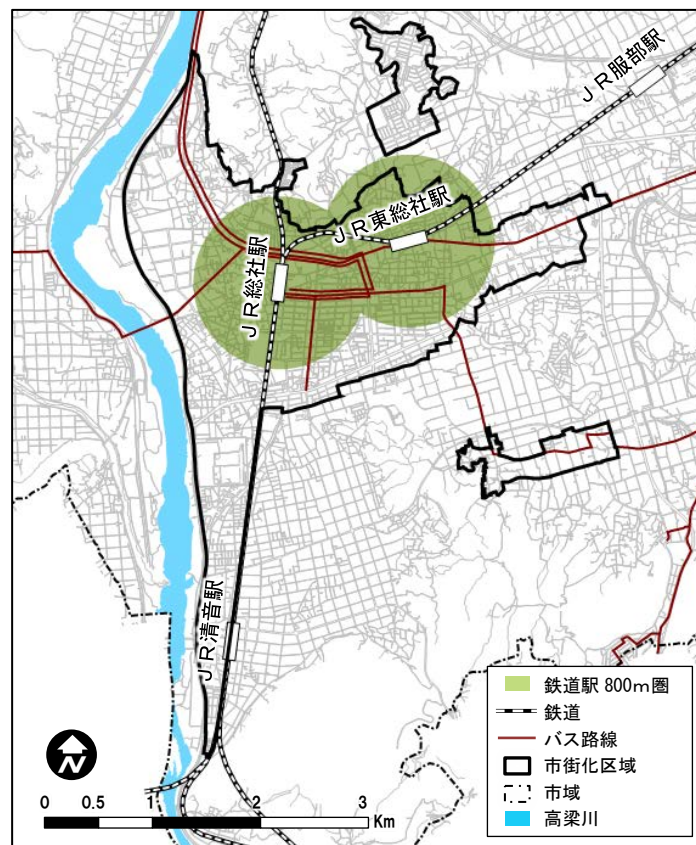 JR服部駅
JR東総社駅
JR総社駅
JR清音駅
鉄道駅 800m圏
鉄道
バス路線
市街化区域
市域
高梁川
N
0 0.5 1 2 3
Km